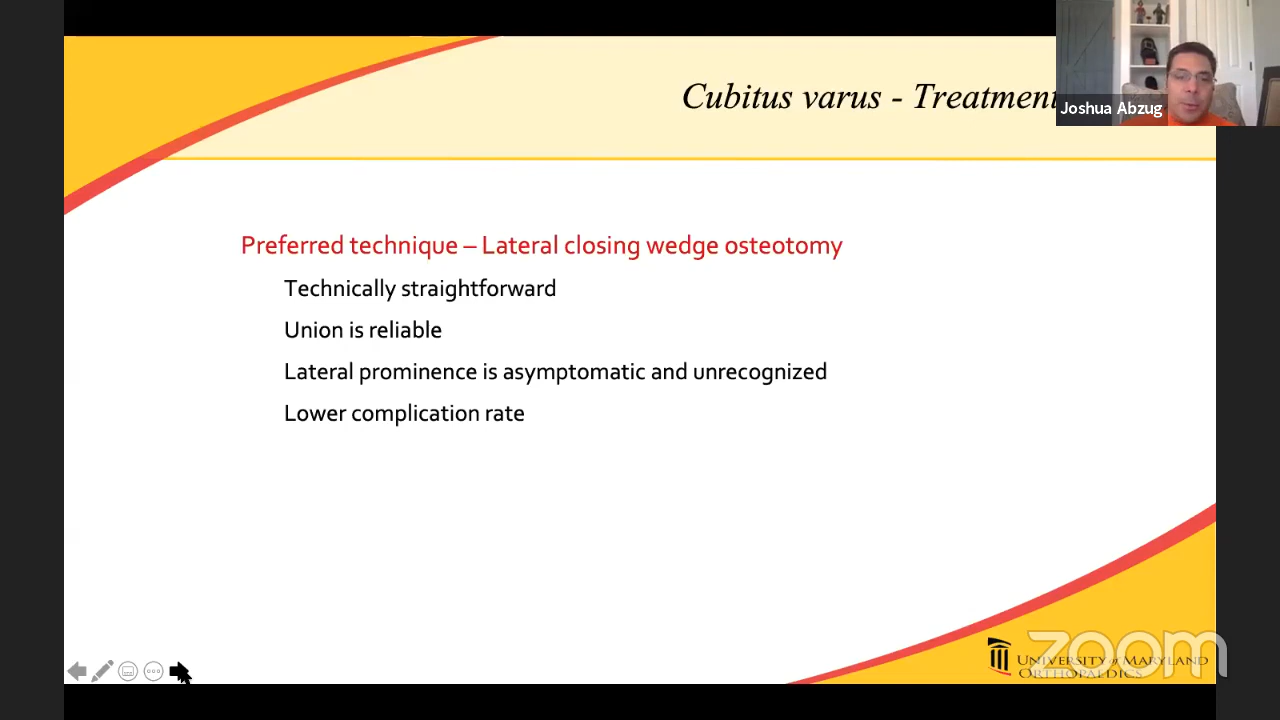 Cubitus varus - Treatment
Joshua Abzug
Preferred technique – Lateral closing wedge osteotomy
Technically straightforward
Union is reliable
Lateral prominence is asymptomatic and unrecognized
Lower complication rate
zoom
UNIVERSITY of MARYLAND
ORTHOPAEDICS